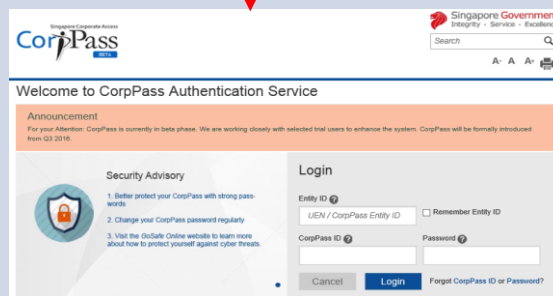 Singapore Corporate Access
CorpPass
BETA
Singapore Government
Integrity · Service · Excellence
Search
A- A A+
Welcome to CorpPass Authentication Service
Announcement
For your Attention: CorpPass is currently in beta phase. We are working closely with selected trial users to enhance the system. CorpPass will be formally introduced
from Q3 2016.
Security Advisory
1. Better protect your CorpPass with strong pass-
words
2. Change your CorpPass password regularly
3. Visit the GoSafe Online website to learn more
about how to protect yourself against cyber threats.
Login
Entity ID
UEN / CorpPass Entity ID
Remember Entity ID
CorpPass ID
Password
Cancel
Login
Forgot CorpPass ID or Password?